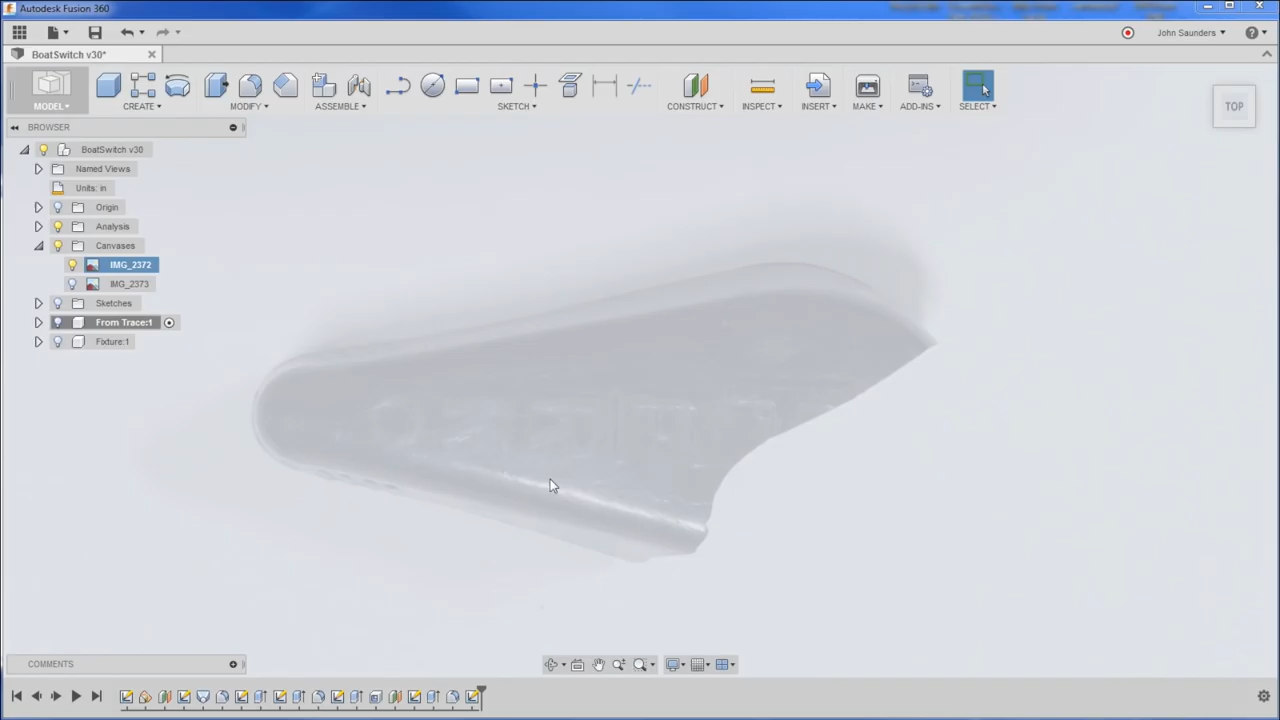 Autodesk Fusion 360
John Saunders
BoatSwitch v30*
MODEL
CREATE
MODIFY
ASSEMBLE
SKETCH
CONSTRUCT
INSPECT
INSERT
MAKE
ADD-INS
SELECT
TOP
BROWSER
BoatSwitch v30
Named Views
Units: in
Origin
Analysis
Canvases
IMG_2372
IMG_2373
Sketches
From Trace:1
Fixture:1
COMMENTS